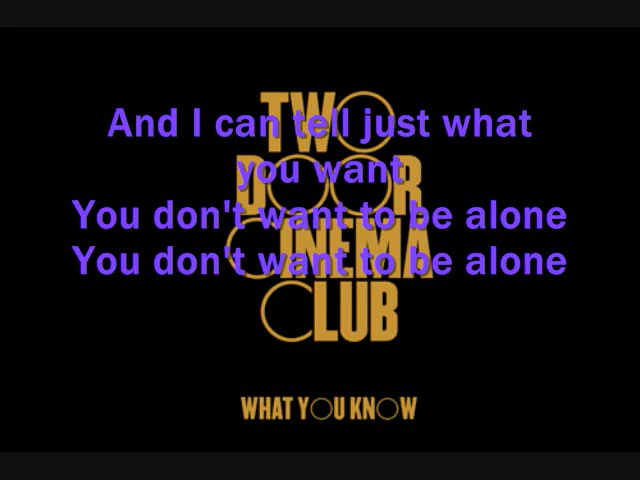 And I can tell just what
you want
You don't want to be alone
You don't want to be alone
TWO
DOOR
CINEMA
CLUB
WHAT YOU KNOW